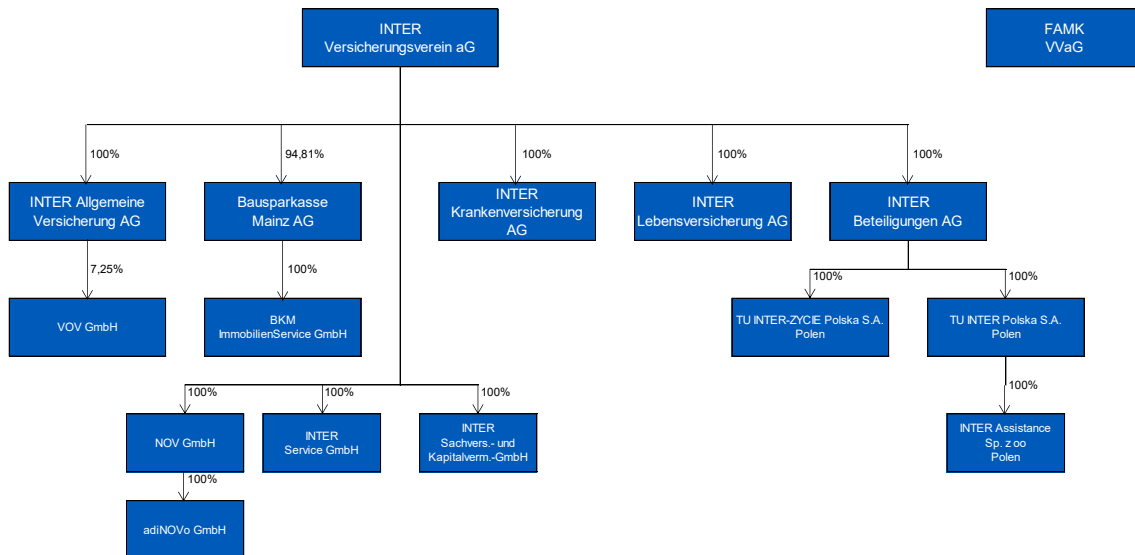 INTER
Versicherungsverein aG
FAMK
VVaG
100%
94,81%
100%
100%
100%
INTER Allgemeine
Versicherung AG
Bausparkasse
Mainz AG
INTER
Krankenversicherung
AG
INTER
Lebensversicherung AG
INTER
Beteiligungen AG
7,25%
100%
100%
100%
VOV GmbH
BKM
ImmobilienService GmbH
TU INTER-ZYCIE Polska S.A.
Polen
TU INTER Polska S.A.
Polen
100%
100%
100%
100%
NOV GmbH
INTER
Service GmbH
INTER
Sachvers.- und
Kapitalverm.-GmbH
INTER Assistance
Sp. z oo
Polen
100%
adiNOVo GmbH